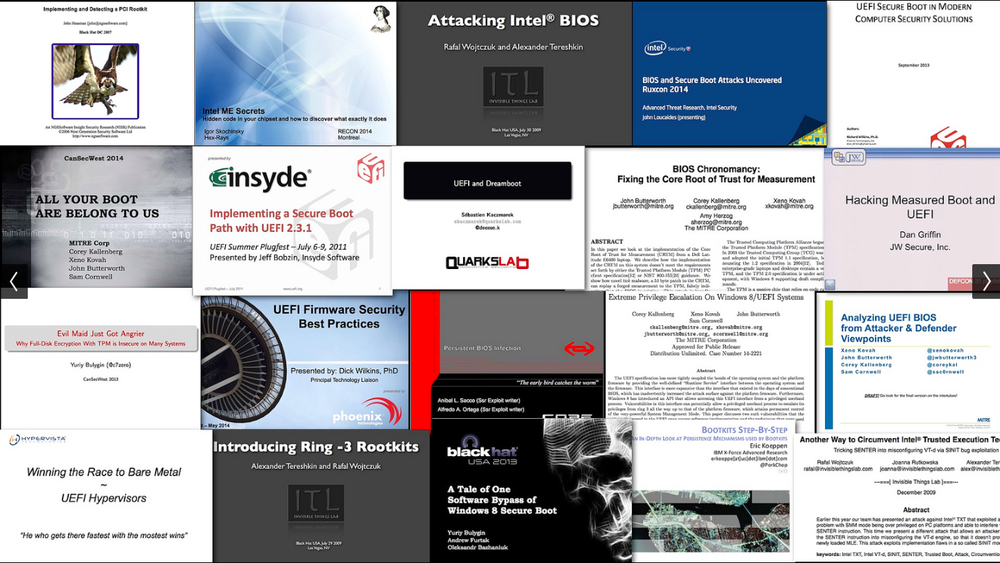 Implementing and Detecting a PCI Rootkit
John Heasman [john@ngssoftware.com]
Black Hat DC 2007
An NGSSoftware Insight Security Research (NISR) Publication
©2006 Next Generation Security Software Ltd
http://www.ngssoftware.com
Intel ME Secrets
Hidden code in your chipset and how to discover what exactly it does
Igor Skochinsky
Hex-Rays
RECON 2014
Montreal
Attacking Intel® BIOS
Rafal Wojtczuk and Alexander Tereshkin
ITL
INVISIBLE THINGS LAB
Black Hat USA, July 30 2009
Las Vegas, NV
intel Security
BIOS and Secure Boot Attacks Uncovered
Ruxcon 2014
Advanced Threat Research, Intel Security
John Loucaides (presenting)
UEFI SECURE BOOT IN MODERN
COMPUTER SECURITY SOLUTIONS
September 2013
Authors:
Richard Wilkins, Ph.D.
CanSecWest 2014
ALL YOUR BOOT
ARE BELONG TO US
MITRE Corp
Corey Kallenberg
Xeno Kovah
John Butterworth
Sam Cornwell
presented by
insyde®
UEFI
Implementing a Secure Boot
Path with UEFI 2.3.1
UEFI Summer Plugfest – July 6-9, 2011
Presented by Jeff Bobzin, Insyde Software
UEFI Plugfest – July 2011
www.uefi.org
1
UEFI and Dreamboot
Sébastien Kaczmarek
skaczmarek@quarkslab.com
@deesse_k
QUARKSLAB
BIOS Chronomancy:
Fixing the Core Root of Trust for Measurement
John Butterworth
jbutterworth@mitre.org
Corey Kallenberg
ckallenberg@mitre.org
Xeno Kovah
xkovah@mitre.org
Amy Herzog
aherzog@mitre.org
The MITRE Corporation
ABSTRACT
In this paper we look at the implementation of the Core
Root of Trust for Measurement (CRTM) from a Dell Lat-
itude E6400 laptop. We describe how the implementation
of the CRTM on this system doesn't meet the requirements
set forth by either the Trusted Platform Module (TPM) PC
client specification[12] or NIST 800-155[20] guidance. We
show how novel tick malware, a 51 byte patch to the CRTM,
can replay a forged measurement to the TPM, falsely indi-
The Trusted Computing Platform Alliance began
the Trusted Platform Module (TPM) specification
In 2003 the Trusted Computing Group (TCG) was
and adopted the initial TPM 1.1 specification,
nouncing the 1.2 specification in 2004[12]. Tod
enterprise-grade laptops and desktops contain a
TPM, and the TPM 2.0 specification is under acti
opment, with Windows 8 supporting draft compli
mands.
The TPM is a passive chip that relies on code
JW
Hacking Measured Boot and
UEFI
Dan Griffin
JW Secure, Inc.
DEFCON 20
Evil Maid Just Got Angrier
Why Full-Disk Encryption With TPM is Insecure on Many Systems
Yuriy Bulygin (@c7zero)
CanSecWest 2013
UEFI Firmware Security
Best Practices
Presented by: Dick Wilkins, PhD
Principal Technology Liaison
presented by
phoenix
technologies
t – May 2014
Persistent BIOS Infection
"The early bird catches the worm"
Anibal L. Sacco (Ssr Exploit writer)
Alfredo A. Ortega (Ssr Exploit writer)
CORE
Extreme Privilege Escalation On Windows 8/UEFI Systems
Corey Kallenberg
Xeno Kovah
John Butterworth
Sam Cornwell
ckallenberg@mitre.org, xkovah@mitre.org
jbutterworth@mitre.org, scornwell@mitre.org
The MITRE Corporation
Approved for Public Release
Distribution Unlimited. Case Number 14-2221
Abstract
The UEFI specification has more tightly coupled the bonds of the operating system and the platform
firmware by providing the well-defined "Runtime Service" interface between the operating system and the
firmware. This interface is more expansive than the interface that existed in the days of conventional
BIOS, which has inadvertently increased the attack surface against the platform firmware. Furthermore,
Windows 8 has introduced an API that allows accessing this UEFI interface from a privileged userland
process. Vulnerabilities in this interface can potentially allow a privileged userland process to escalate its
privileges from ring 3 all the way up to that of the platform firmware, which attains permanent control
of the very-powerful System Management Mode. This paper discusses two such vulnerabilities that the
Analyzing UEFI BIOS
from Attacker & Defender
Viewpoints
Xeno Kovah @xenokovah
John Butterworth @jwbutterworth3
Corey Kallenberg @coreykal
Sam Cornwell @ssc0rnwell
DRAFT! Go look for the final version on the intertubes!
MITRE
HYPERVISTA
TECHNOLOGIES
Winning the Race to Bare Metal
~
UEFI Hypervisors
"He who gets there fastest with the mostest wins"
Introducing Ring -3 Rootkits
Alexander Tereshkin and Rafal Wojtczuk
ITL
INVISIBLE THINGS LAB
Black Hat USA, July 29 2009
Las Vegas, NV
blackhat
USA 2013
A Tale of One
Software Bypass of
Windows 8 Secure Boot
Yuriy Bulygin
Andrew Furtak
Oleksandr Bazhaniuk
BOOTKITS STEP-BY-STEP
AN IN-DEPTH LOOK AT PERSISTENCE MECHANISMS USED BY BOOTKITS
Eric Koeppen
IBM X-Force Advanced Research
erkoeppe[at]us[dot]ibm[dot]com
@PorkChop
(v1)
Another Way to Circumvent Intel® Trusted Execution Tec
Tricking SENTER into misconfiguring VT-d via SINIT bug exploitation
Rafal Wojtczuk
rafal@invisiblethingslab.com
Joanna Rutkowska
joanna@invisiblethingslab.com
Alexander Ter
alex@invisiblethings
---===[ Invisible Things Lab ]===---
December 2009
Abstract
Earlier this year our team has presented an attack against Intel® TXT that exploited a
problem with SMM mode being over privileged on PC platforms and able to interfere
SENTER instruction. This time we present a different attack that allows an attacker
the SENTER instruction into misconfiguring the VT-d engine, so that it doesn't pro
newly loaded MLE. This attack exploits implementation flaws in a so called SINIT mod
keywords: Intel TXT, Intel VT-d, SINIT, SENTER, Trusted Boot, Attack, Circumvention